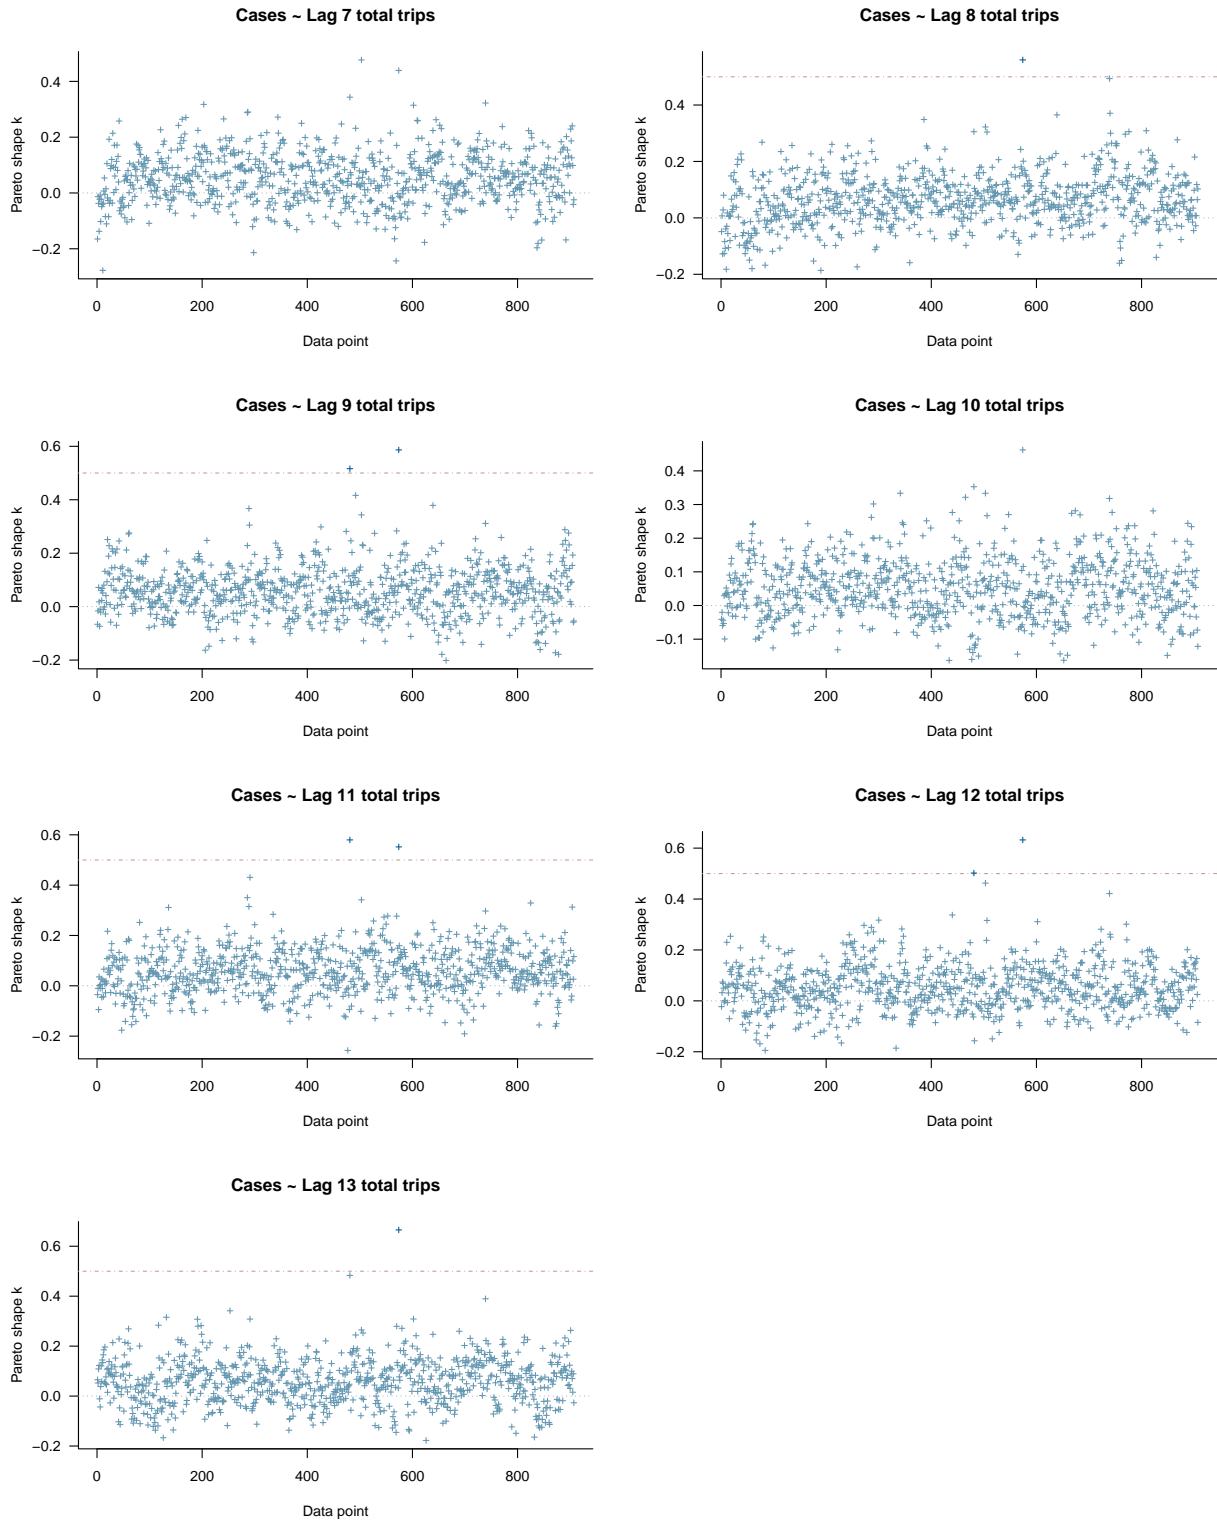 Cases ~ Lag 7 total trips
Pareto shape k
0.4
0.2
0.0
−0.2
0 200 400 600 800
Data point
Cases ~ Lag 8 total trips
Pareto shape k
0.4
0.2
0.0
−0.2
0 200 400 600 800
Data point
Cases ~ Lag 9 total trips
Pareto shape k
0.6
0.4
0.2
0.0
−0.2
0 200 400 600 800
Data point
Cases ~ Lag 10 total trips
Pareto shape k
0.4
0.3
0.2
0.1
0.0
−0.1
0 200 400 600 800
Data point
Cases ~ Lag 11 total trips
Pareto shape k
0.6
0.4
0.2
0.0
−0.2
0 200 400 600 800
Data point
Cases ~ Lag 12 total trips
Pareto shape k
0.6
0.4
0.2
0.0
−0.2
0 200 400 600 800
Data point
Cases ~ Lag 13 total trips
Pareto shape k
0.6
0.4
0.2
0.0
−0.2
0 200 400 600 800
Data point